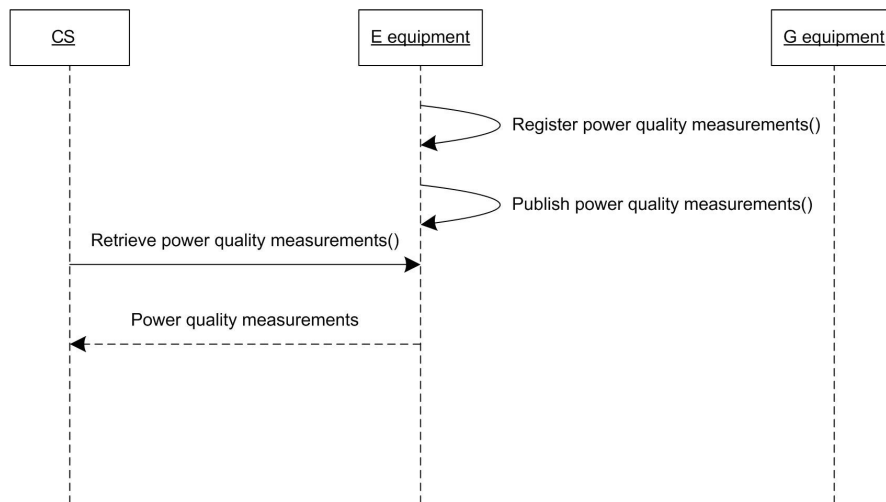 CS
E equipment
G equipment
Register power quality measurements()
Publish power quality measurements()
Retrieve power quality measurements()
Power quality measurements